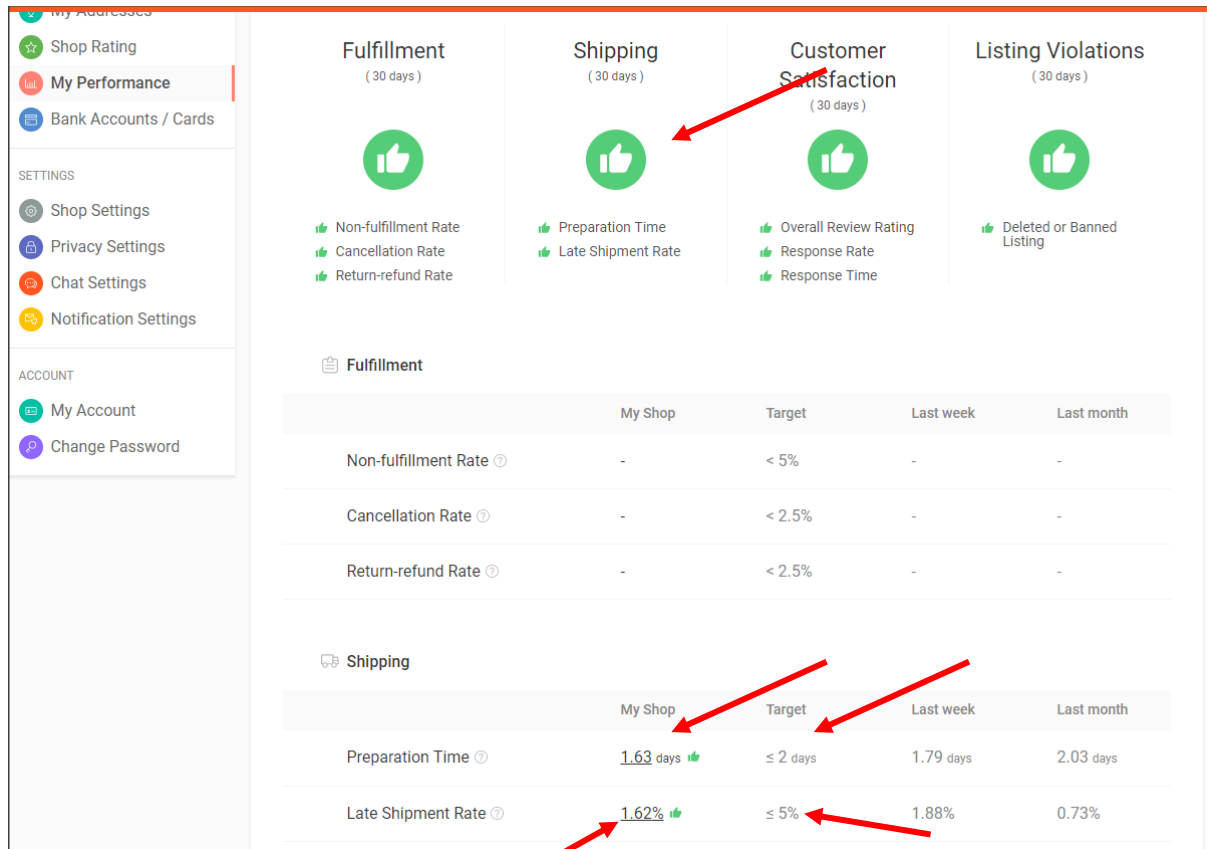 My Addresses
Shop Rating
My Performance
Bank Accounts / Cards
SETTINGS
Shop Settings
Privacy Settings
Chat Settings
Notification Settings
ACCOUNT
My Account
Change Password
Fulfillment
( 30 days )
Non-fulfillment Rate
Cancellation Rate
Return-refund Rate
Shipping
( 30 days )
Preparation Time
Late Shipment Rate
Customer
Satisfaction
( 30 days )
Overall Review Rating
Response Rate
Response Time
Listing Violations
( 30 days )
Deleted or Banned
Listing
Fulfillment
My Shop Target Last week Last month
Non-fulfillment Rate ? - < 5% - -
Cancellation Rate ? - < 2.5% - -
Return-refund Rate ? - < 2.5% - -
Shipping
My Shop Target Last week Last month
Preparation Time ? 1.63 days ≤ 2 days 1.79 days 2.03 days
Late Shipment Rate ? 1.62% ≤ 5% 1.88% 0.73%